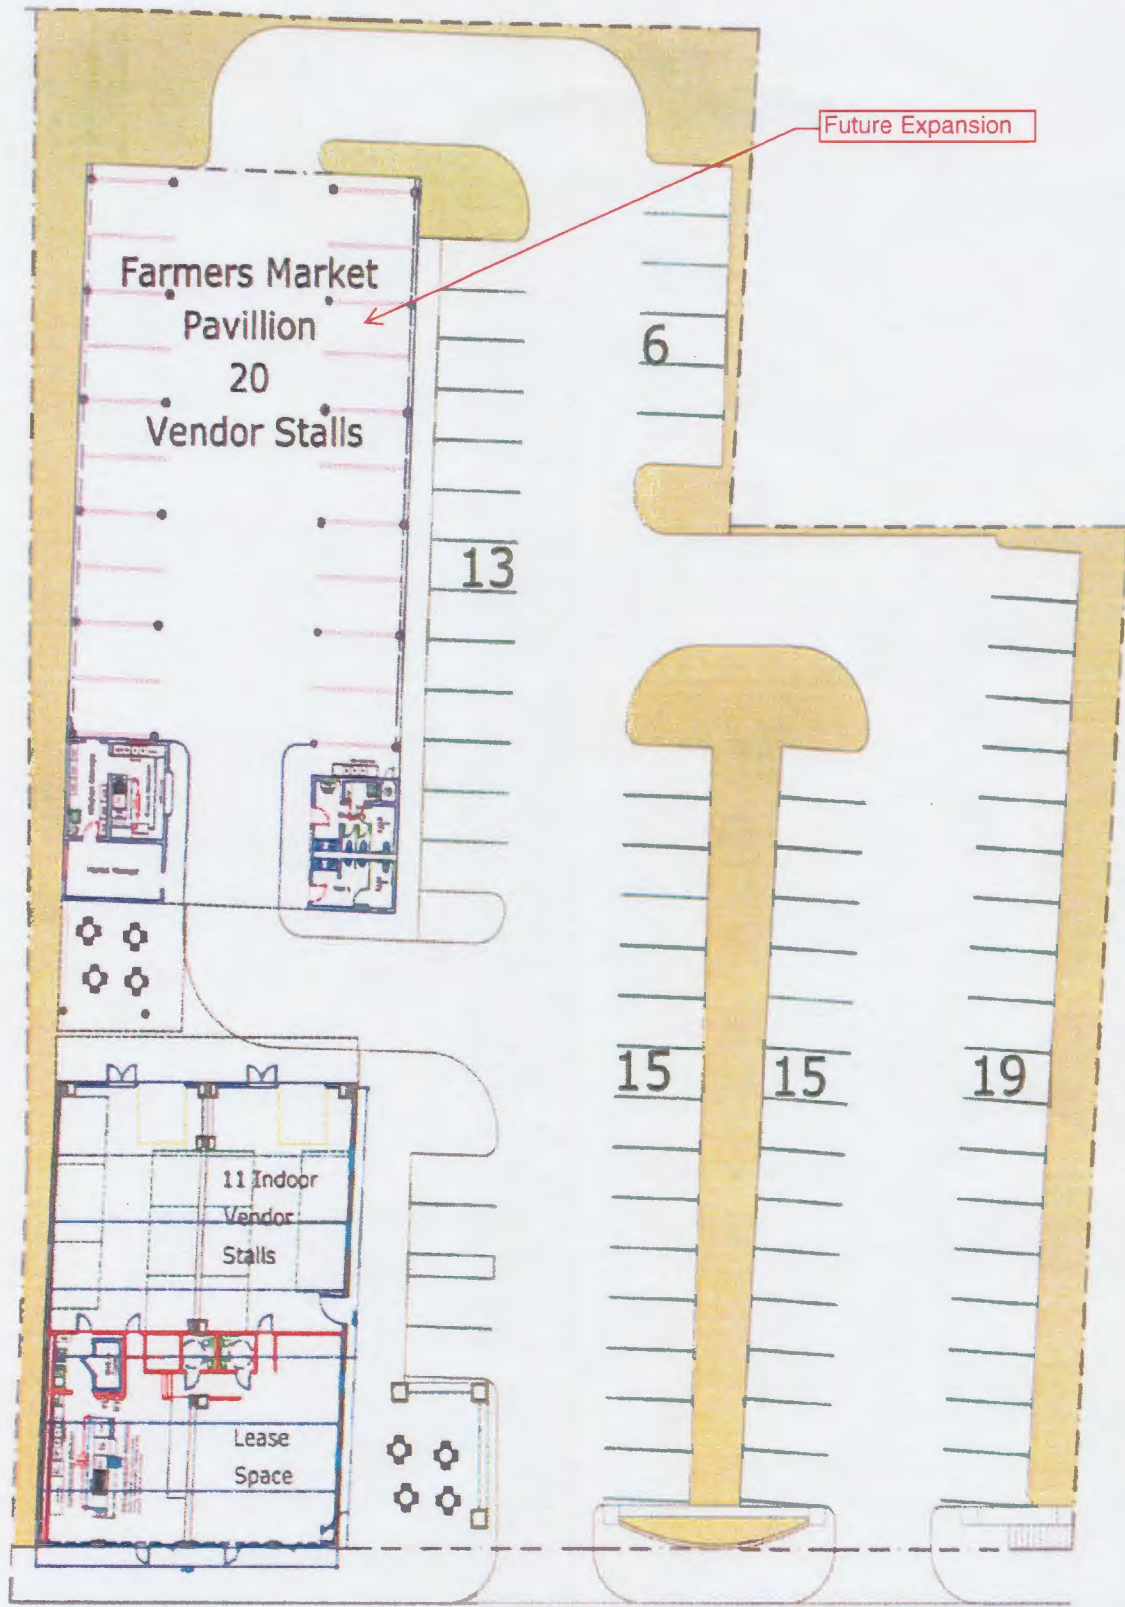 Future Expansion
Farmers Market
Pavillion
20
Vendor Stalls
6
13
15
15
19
11 Indoor
Vendor
Stalls
Lease
Space